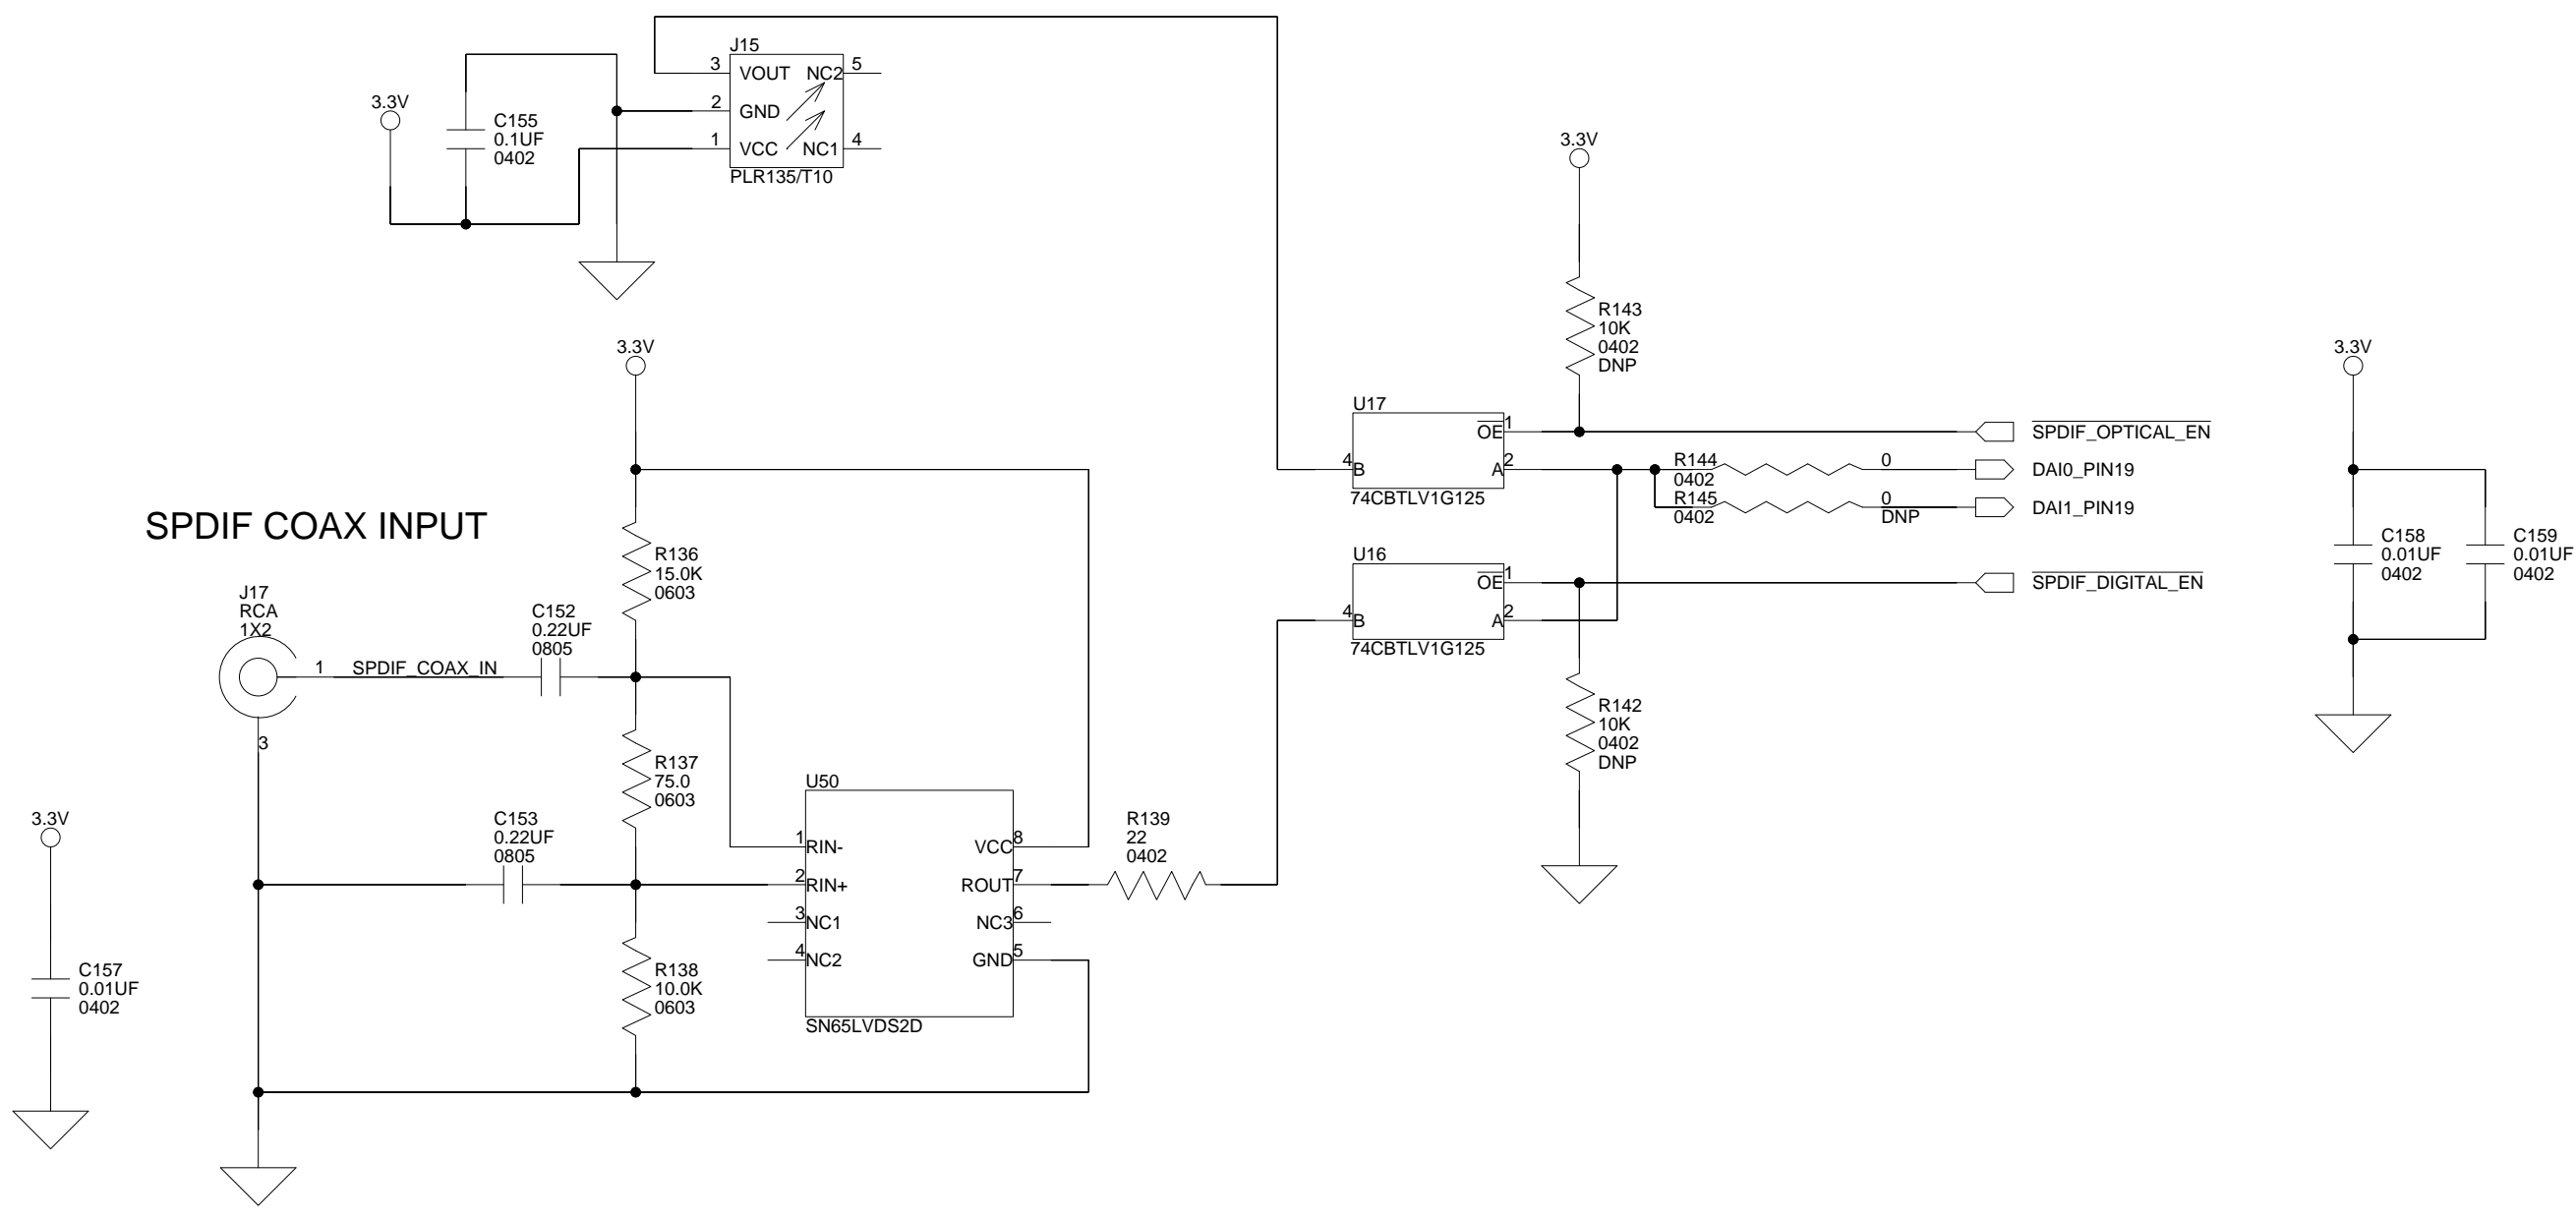 J15
3 VOUT NC2 5
2 GND
1 VCC NC1 4
PLR135/T10
3.3V
C155
0.1UF
0402
3.3V
R143
10K
0402
DNP
3.3V
U17
OE 1
4 B A 2
74CBTLV1G125
SPDIF_OPTICAL_EN
R144 0
0402
DAI0_PIN19
R145 0
0402 DNP
DAI1_PIN19
3.3V
C158
0.01UF
0402
C159
0.01UF
0402
SPDIF COAX INPUT
R136
15.0K
0603
U16
OE 1
4 B A 2
74CBTLV1G125
SPDIF_DIGITAL_EN
J17
RCA
1X2
1 SPDIF_COAX_IN
3
C152
0.22UF
0805
R142
10K
0402
DNP
R137
75.0
0603
C153
0.22UF
0805
U50
1 RIN- VCC 8
2 RIN+ ROUT 7
3 NC1 NC3 6
4 NC2 GND 5
SN65LVDS2D
R139
22
0402
3.3V
C157
0.01UF
0402
R138
10.0K
0603